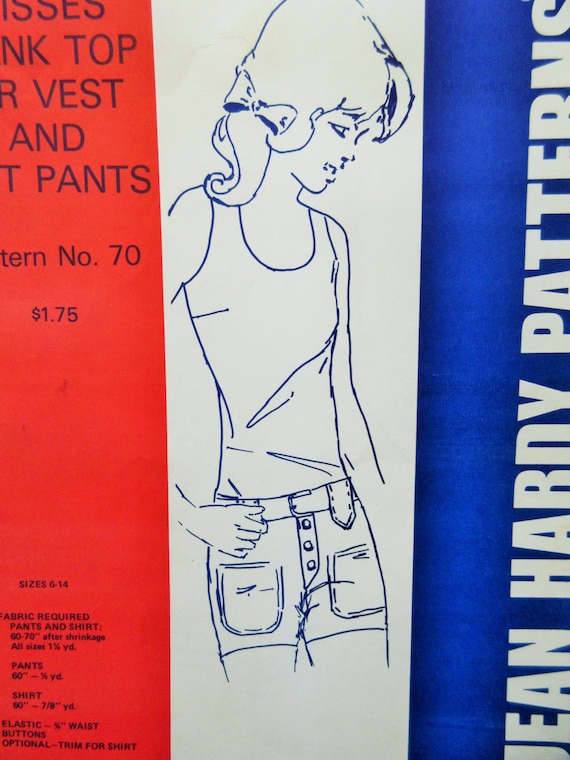 ISSES
NK TOP
R VEST
AND
T PANTS
tern No. 70
$1.75
SIZES 6-14
FABRIC REQUIRED
PANTS AND SHIRT:
60-70" after shrinkage
All sizes 1¼ yd.
PANTS
60" – ½ yd.
SHIRT
60" – 7/8" yd.
ELASTIC – ¾" WAIST
BUTTONS
OPTIONAL–TRIM FOR SHIRT
JEAN HARDY PATTERNS